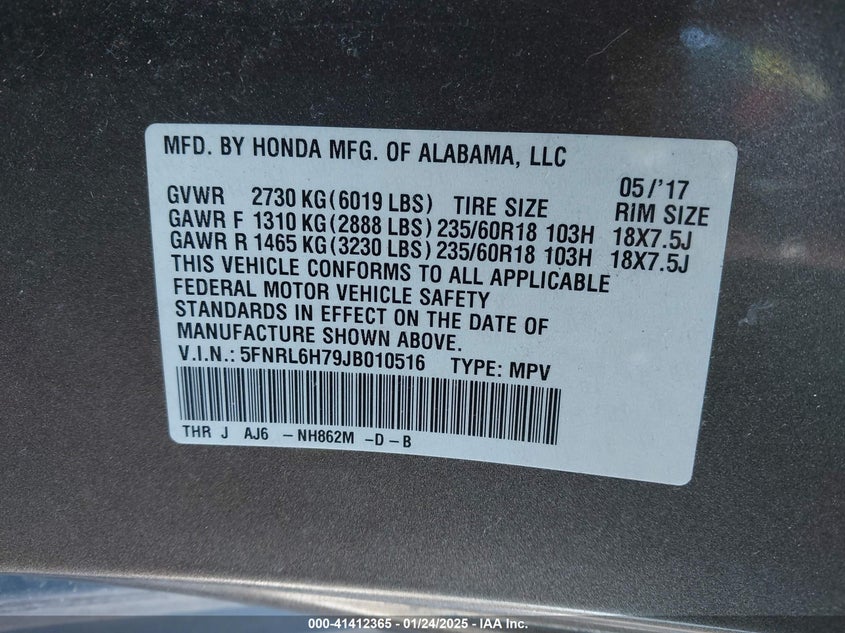 MFD. BY HONDA MFG. OF ALABAMA, LLC
05/'17
GVWR 2730 KG(6019 LBS) TIRE SIZE RIM SIZE
GAWR F 1310 KG(2888 LBS) 235/60R18 103H 18X7.5J
GAWR R 1465 KG(3230 LBS) 235/60R18 103H 18X7.5J
THIS VEHICLE CONFORMS TO ALL APPLICABLE
FEDERAL MOTOR VEHICLE SAFETY
STANDARDS IN EFFECT ON THE DATE OF
MANUFACTURE SHOWN ABOVE.
V.I.N.: 5FNRL6H79JB010516 TYPE: MPV
THR J AJ6 -NH862M -D-B
000-41412365 - 01/24/2025 - IAA Inc.